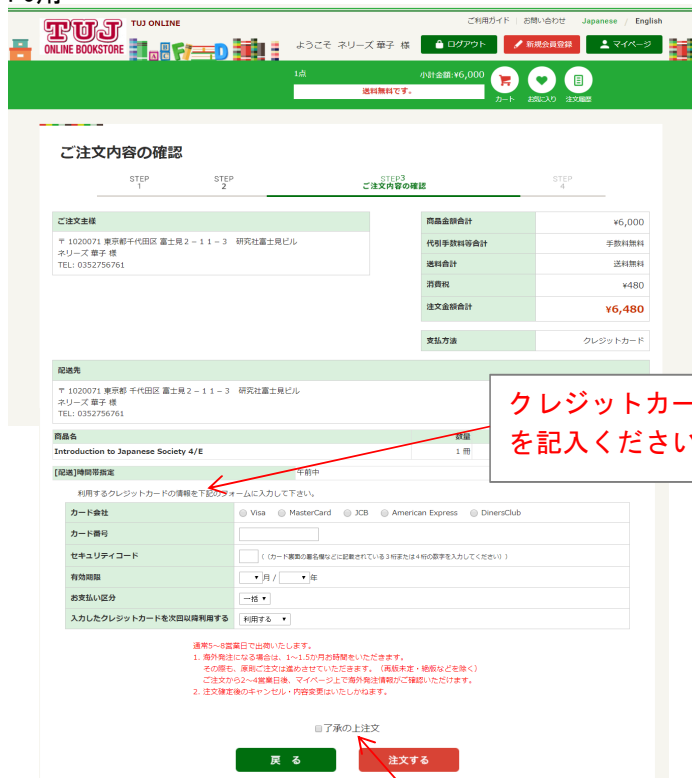 TUJ
ONLINE BOOKSTORE
TUJ ONLINE
ご利用ガイド | お問い合わせ Japanese / English
ようこそ ネリーズ 華子 様
ログアウト
新規会員登録
マイページ
1点
小計金額:¥6,000
送料無料です。
カート
お気に入り
注文履歴
ご注文内容の確認
STEP 1
STEP 2
STEP3 ご注文内容の確認
STEP 4
ご注文主様
〒 1020071 東京都千代田区 富士見2－11－3 研究社富士見ビル
ネリーズ 華子 様
TEL: 0352756761
商品金額合計 ¥6,000
代引手数料等合計 手数料無料
送料合計 送料無料
消費税 ¥480
注文金額合計 ¥6,480
支払方法 クレジットカード
配送先
〒 1020071 東京都 千代田区 富士見2－11－3 研究社富士見ビル
ネリーズ 華子 様
TEL: 0352756761
クレジットカー
を記入ください
商品名 数量
Introduction to Japanese Society 4/E 1 冊
[配送]時間帯指定 午前中
利用するクレジットカードの情報を下記のフォームに入力して下さい。
カード会社 Visa MasterCard JCB American Express DinersClub
カード番号
セキュリティコード (（カード裏面の署名欄などに記載されている3桁または4桁の数字を入力してください）)
有効期限 月 / 年
お支払い区分 一括
入力したクレジットカードを次回以降利用する 利用する
通常5～8営業日で出荷いたします。
1. 海外発注になる場合は、1～1.5か月お時間をいただきます。
その際も、原則ご注文は進めさせていただきます。（再販未定・絶版などを除く）
ご注文から2～4営業日後、マイページ上で海外発注情報がご確認いただけます。
2. 注文確定後のキャンセル・内容変更はいたしかねます。
了承の上注文
戻 る
注文する